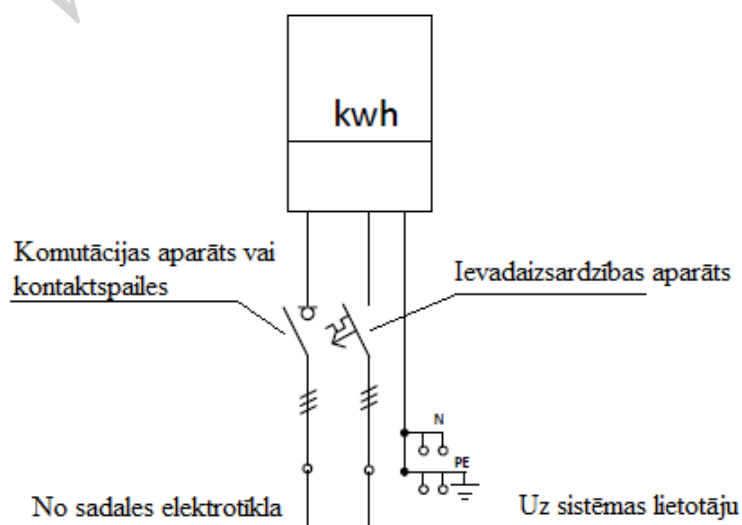 kwh
Komutācijas aparāts vai
kontaktspailes
Ievadaizsardzības aparāts
N
PE
No sadales elektrotīkla
Uz sistēmas lietotāju